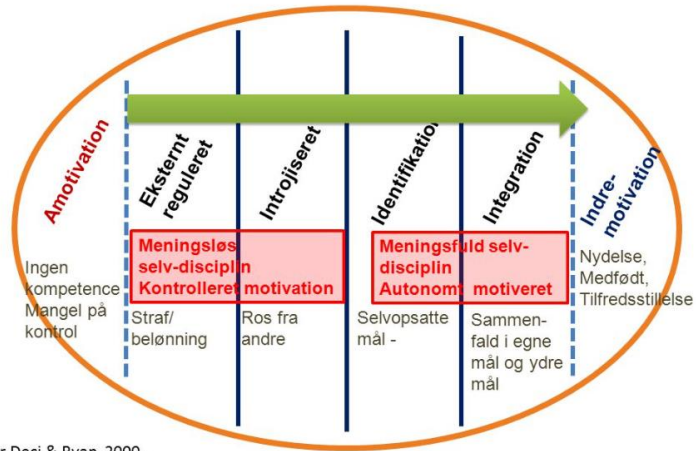 Amotivation
Eksternt
reguleret
Introjiseret
Identifikation
Integration
Indre-
motivation
Meningsløs
selv-disciplin
Kontrolleret motivation
Meningsfuld selv-
disciplin
Autonomt motiveret
Ingen
kompetence
Mangel på
kontrol
Straf/
belønning
Ros fra
andre
Selvopsatte
mål -
Sammen-
fald i egne
mål og ydre
mål
Nydelse,
Medfødt,
Tilfredsstillelse
Deci & Ryan, 2000